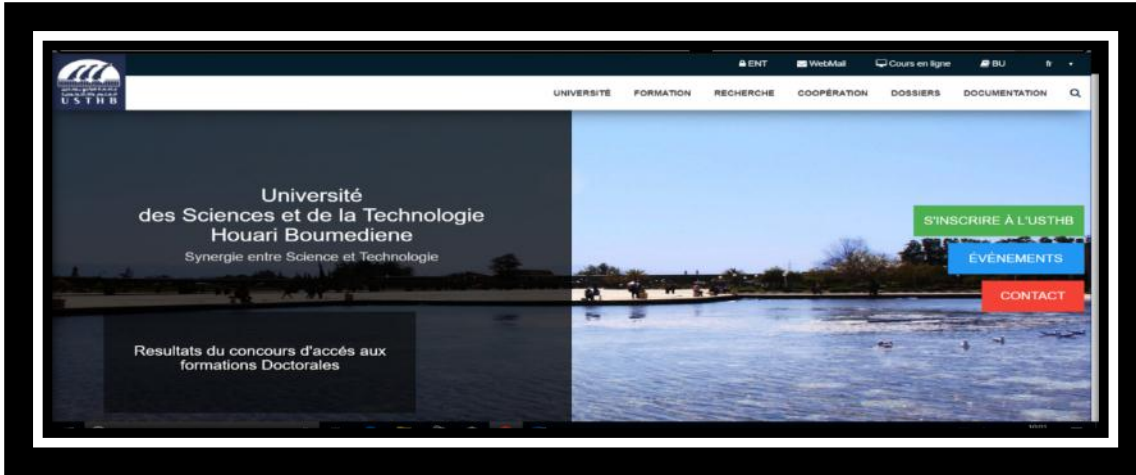 ENT WebMail Cours en ligne BU fr
USTHB
UNIVERSITÉ FORMATION RECHERCHE COOPÉRATION DOSSIERS DOCUMENTATION
Université
des Sciences et de la Technologie
Houari Boumediene
Synergie entre Science et Technologie
S'INSCRIRE À L'USTHB
ÉVÉNEMENTS
CONTACT
Resultats du concours d'accés aux
formations Doctorales